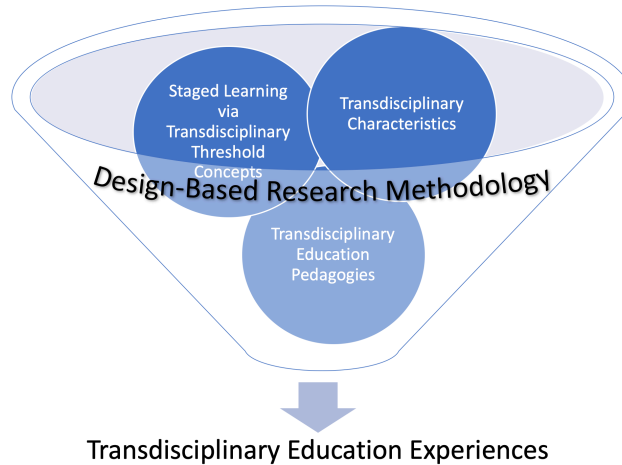 Staged Learning
via
Transdisciplinary
Threshold
Concepts
Transdisciplinary
Characteristics
Design-Based Research Methodology
Transdisciplinary
Education
Pedagogies
Transdisciplinary Education Experiences